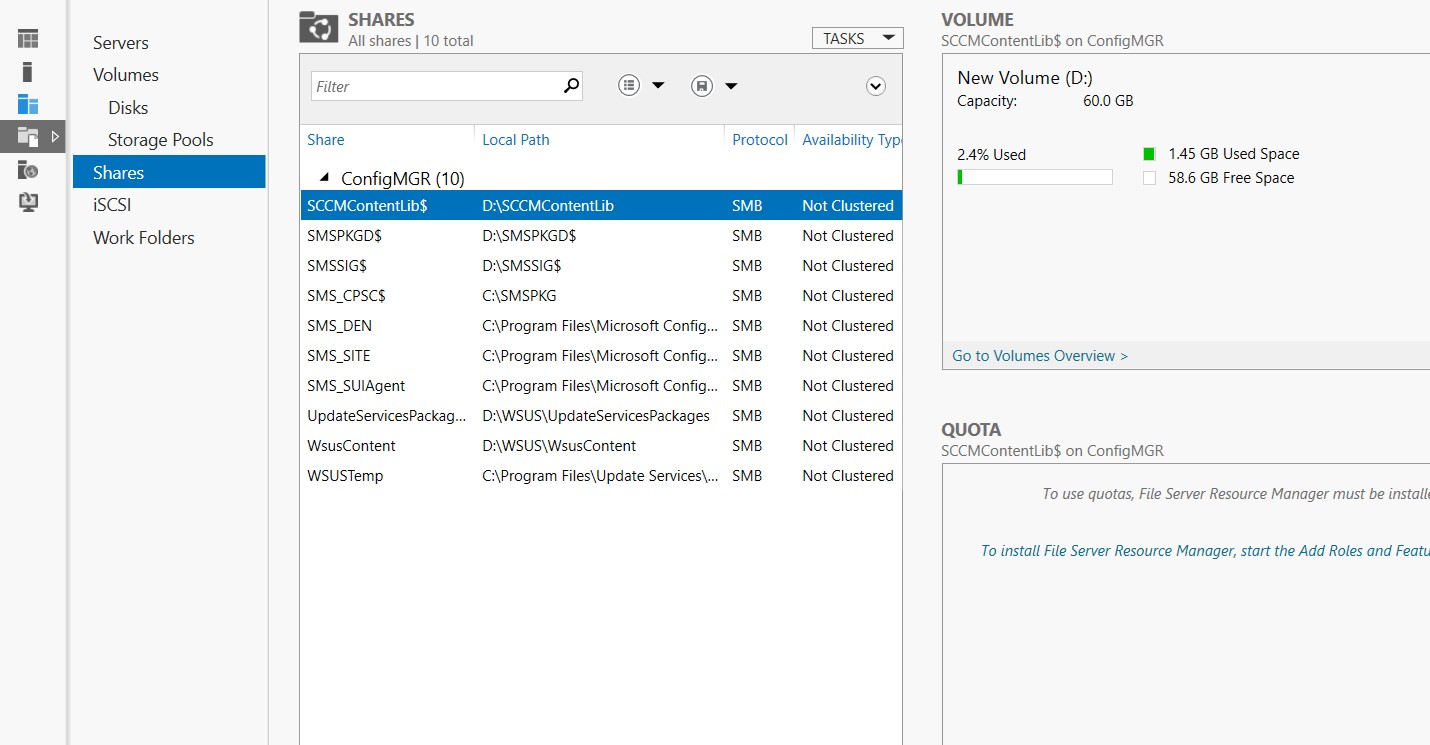 Servers
Volumes
Disks
Storage Pools
Shares
iSCSI
Work Folders
SHARES
All shares | 10 total
TASKS
Filter
Share Local Path Protocol Availability Typ
ConfigMGR (10)
SCCMContentLib$ D:\SCCMContentLib SMB Not Clustered
SMSPKGD$ D:\SMSPKGD$ SMB Not Clustered
SMSSIG$ D:\SMSSIG$ SMB Not Clustered
SMS_CPSC$ C:\SMSPKG SMB Not Clustered
SMS_DEN C:\Program Files\Microsoft Config... SMB Not Clustered
SMS_SITE C:\Program Files\Microsoft Config... SMB Not Clustered
SMS_SUIAgent C:\Program Files\Microsoft Config... SMB Not Clustered
UpdateServicesPackag... D:\WSUS\UpdateServicesPackages SMB Not Clustered
WsusContent D:\WSUS\WsusContent SMB Not Clustered
WSUSTemp C:\Program Files\Update Services\... SMB Not Clustered
VOLUME
SCCMContentLib$ on ConfigMGR
New Volume (D:)
Capacity: 60.0 GB
2.4% Used 1.45 GB Used Space
58.6 GB Free Space
Go to Volumes Overview >
QUOTA
SCCMContentLib$ on ConfigMGR
To use quotas, File Server Resource Manager must be installe
To install File Server Resource Manager, start the Add Roles and Featu